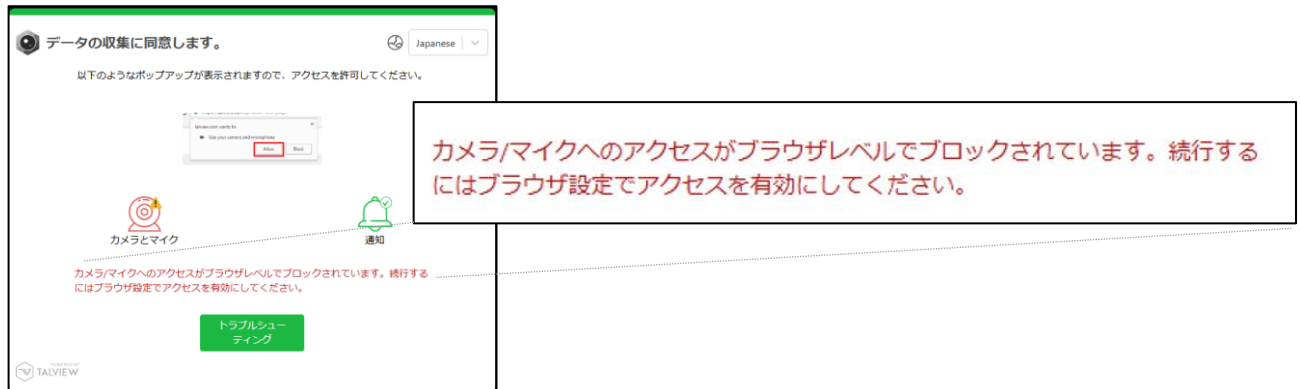 データの収集に同意します。
Japanese
以下のようなポップアップが表示されますので、アクセスを許可してください。
talview.com wants to
Use your camera and microphone
Allow
Block
カメラとマイク
通知
カメラ/マイクへのアクセスがブラウザレベルでブロックされています。続行する
にはブラウザ設定でアクセスを有効にしてください。
トラブルシュー
ティング
TALVIEW
カメラ/マイクへのアクセスがブラウザレベルでブロックされています。続行する
にはブラウザ設定でアクセスを有効にしてください。